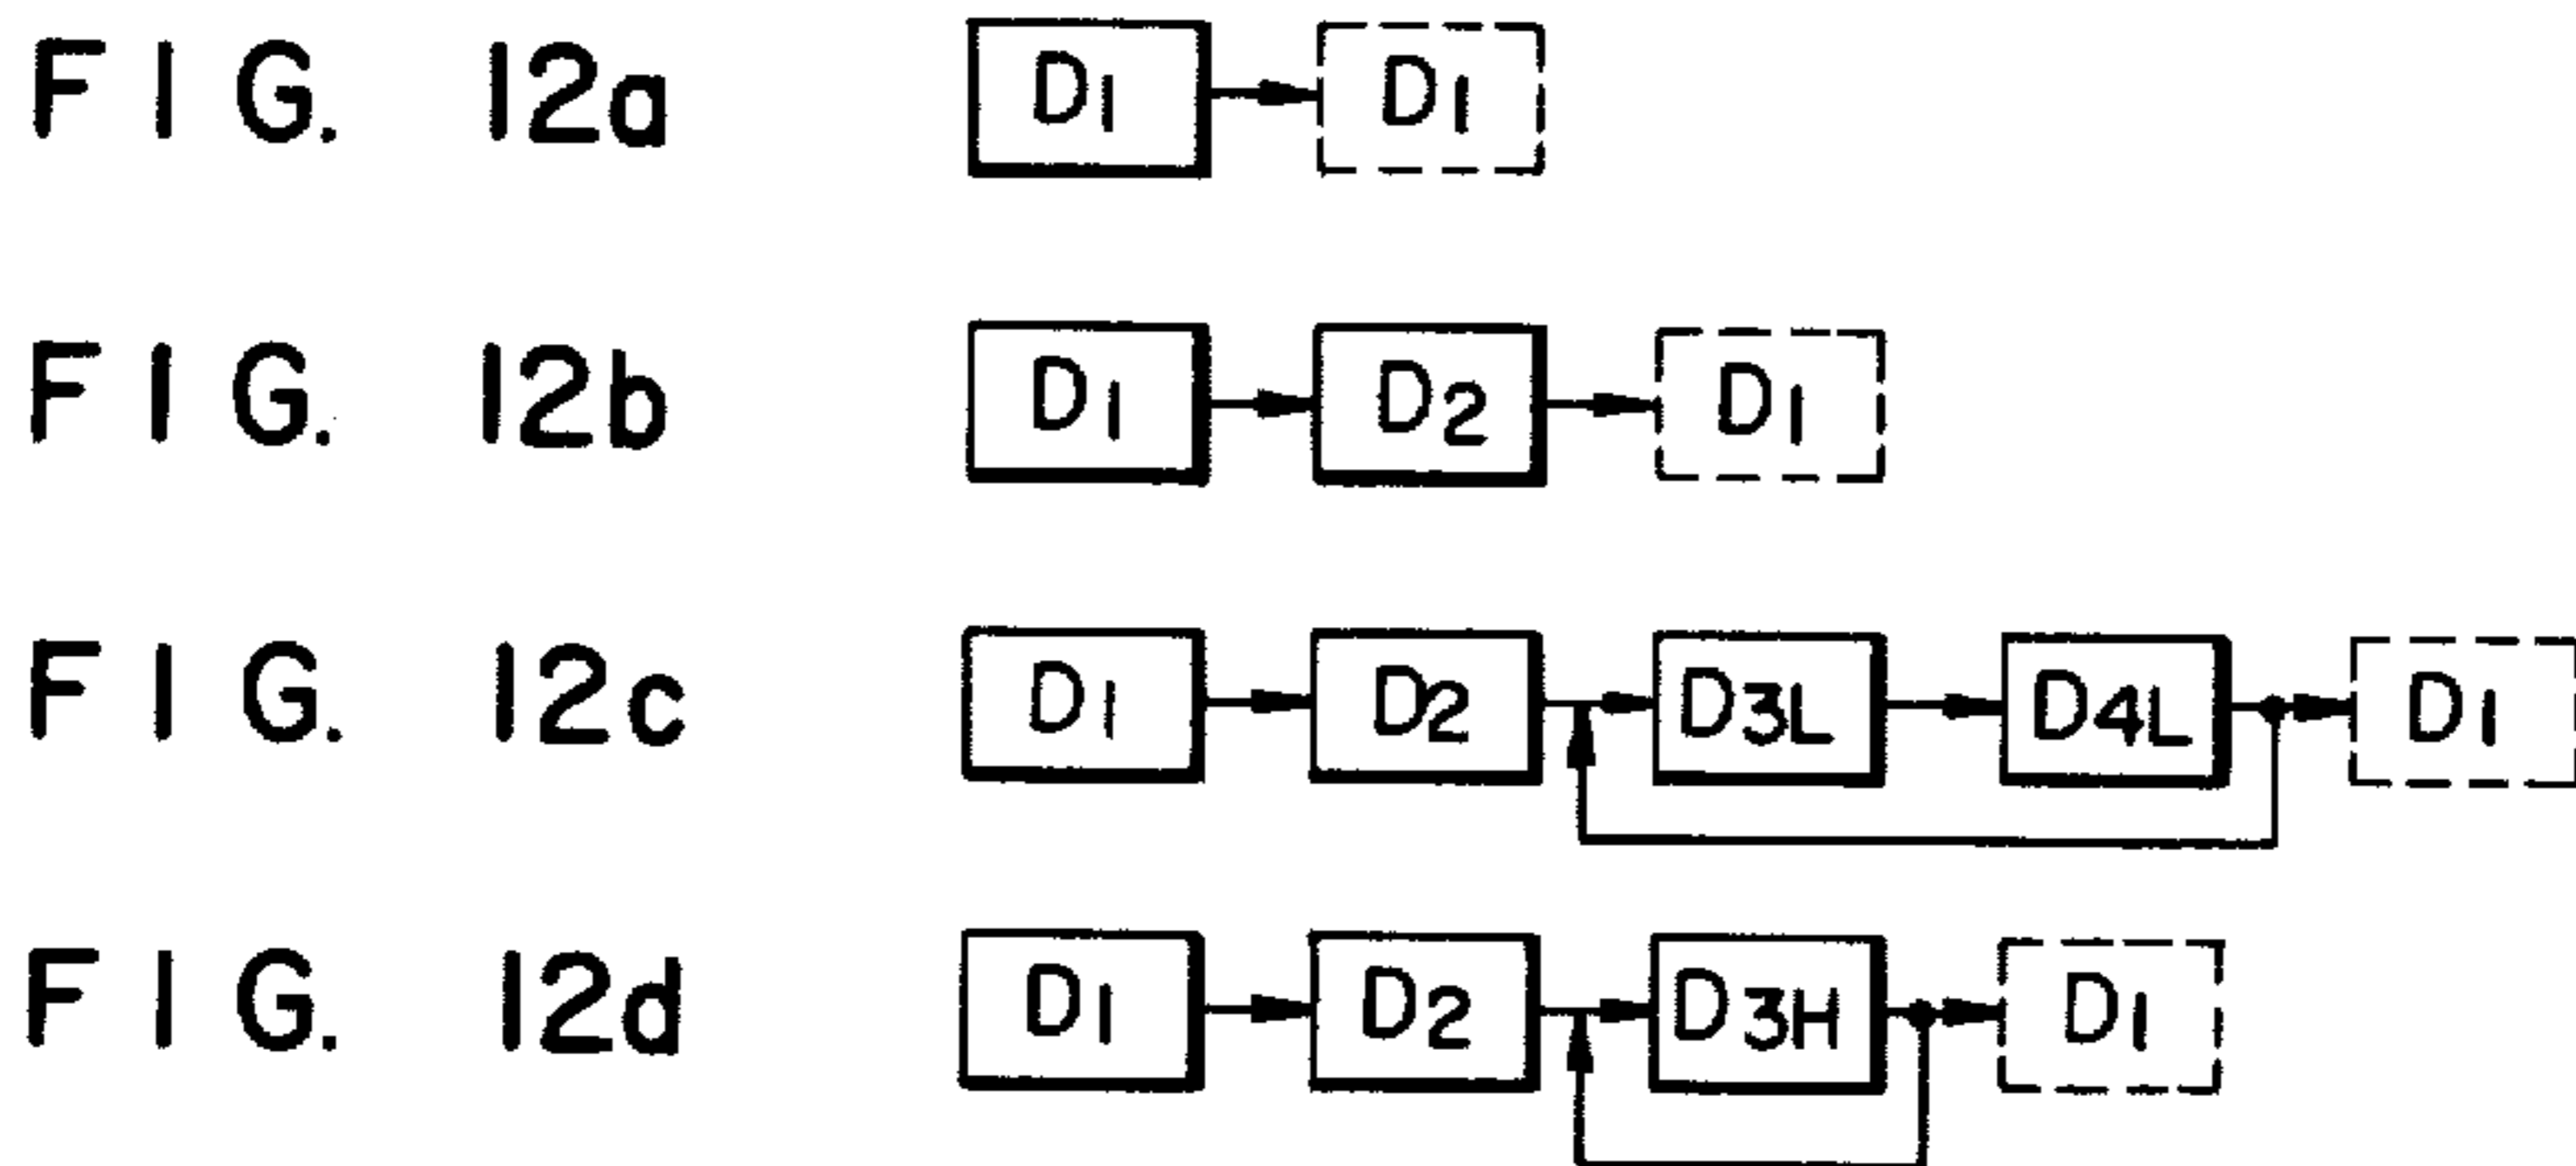 FIG. 12a D1 D1
FIG. 12b D1 D2 D1
FIG. 12c D1 D2 D3L D4L D1
FIG. 12d D1 D2 D3H D1